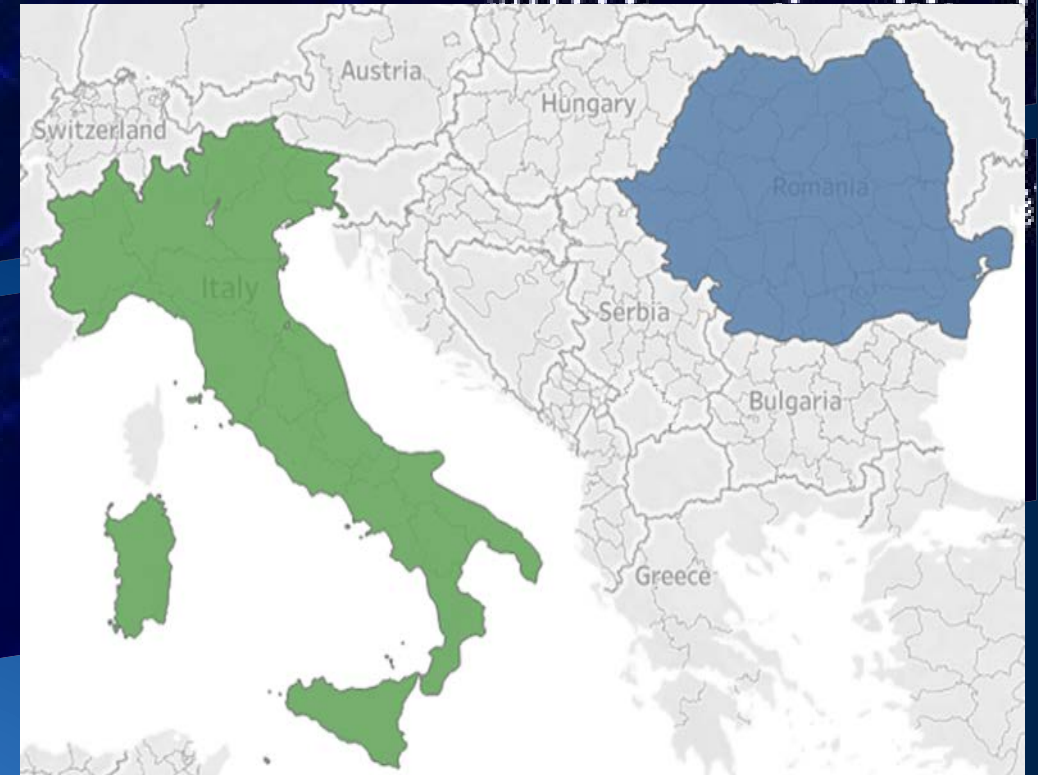 Austria
Hungary
Switzerland
Romania
Italy
Serbia
Bulgaria
Greece